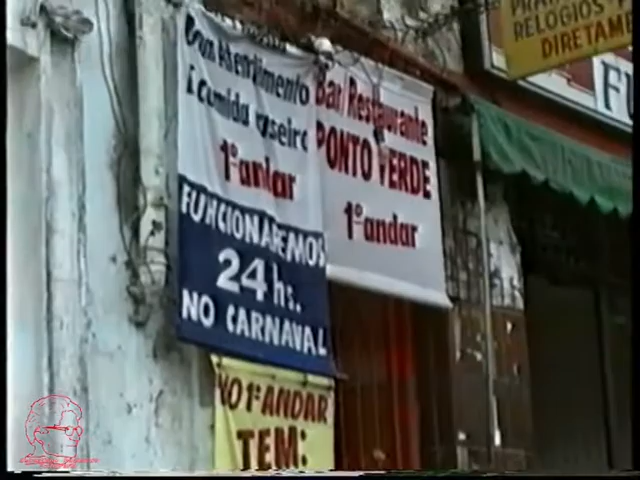 Bom Atendimento
comida caseira
1º andar
FUNCIONAREMOS
24 hs.
NO CARNAVAL
Bar/Restaurante
PONTO VERDE
1º andar
NO 1º ANDAR
TEM:
RELÓGIOS
DIRETAME
FU